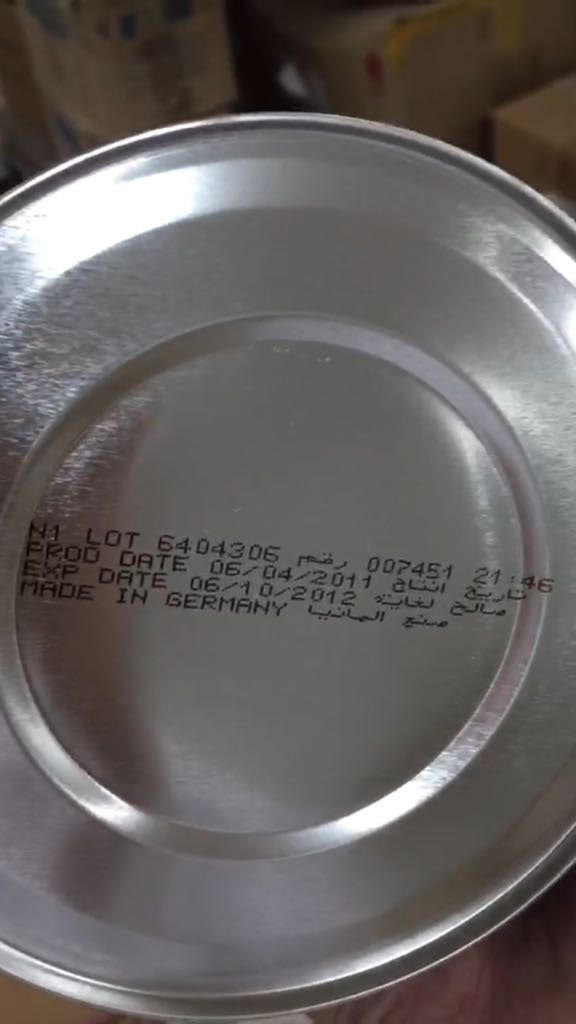 N1 LOT 6404306 رقم 007451 21:46
PROD DATE 06/04/2011 تاريخ انتاج
EXP DATE 06/10/2012 صالح لغاية
MADE IN GERMANY صنع المانيا